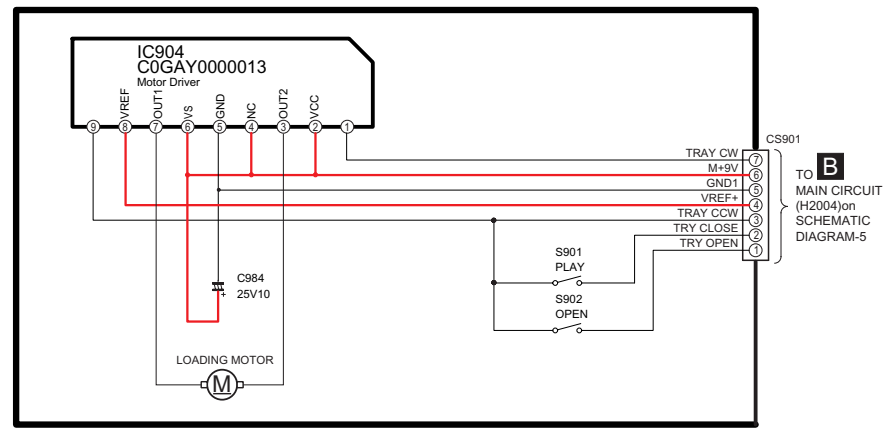 IC904
C0GAY0000013
Motor Driver
VREF
OUT1
VS
GND
NC
OUT2
VCC
9
8
7
6
5
4
3
2
1
CS901
TRAY CW
7
M+9V
6
GND1
5
VREF+
4
TRAY CCW
3
TRY CLOSE
2
TRY OPEN
1
TO B
MAIN CIRCUIT
(H2004)on
SCHEMATIC
DIAGRAM-5
S901
PLAY
S902
OPEN
C984
25V10
+
LOADING MOTOR
M